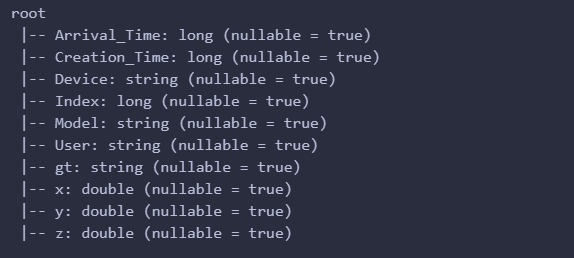 root
 |-- Arrival_Time: long (nullable = true)
 |-- Creation_Time: long (nullable = true)
 |-- Device: string (nullable = true)
 |-- Index: long (nullable = true)
 |-- Model: string (nullable = true)
 |-- User: string (nullable = true)
 |-- gt: string (nullable = true)
 |-- x: double (nullable = true)
 |-- y: double (nullable = true)
 |-- z: double (nullable = true)